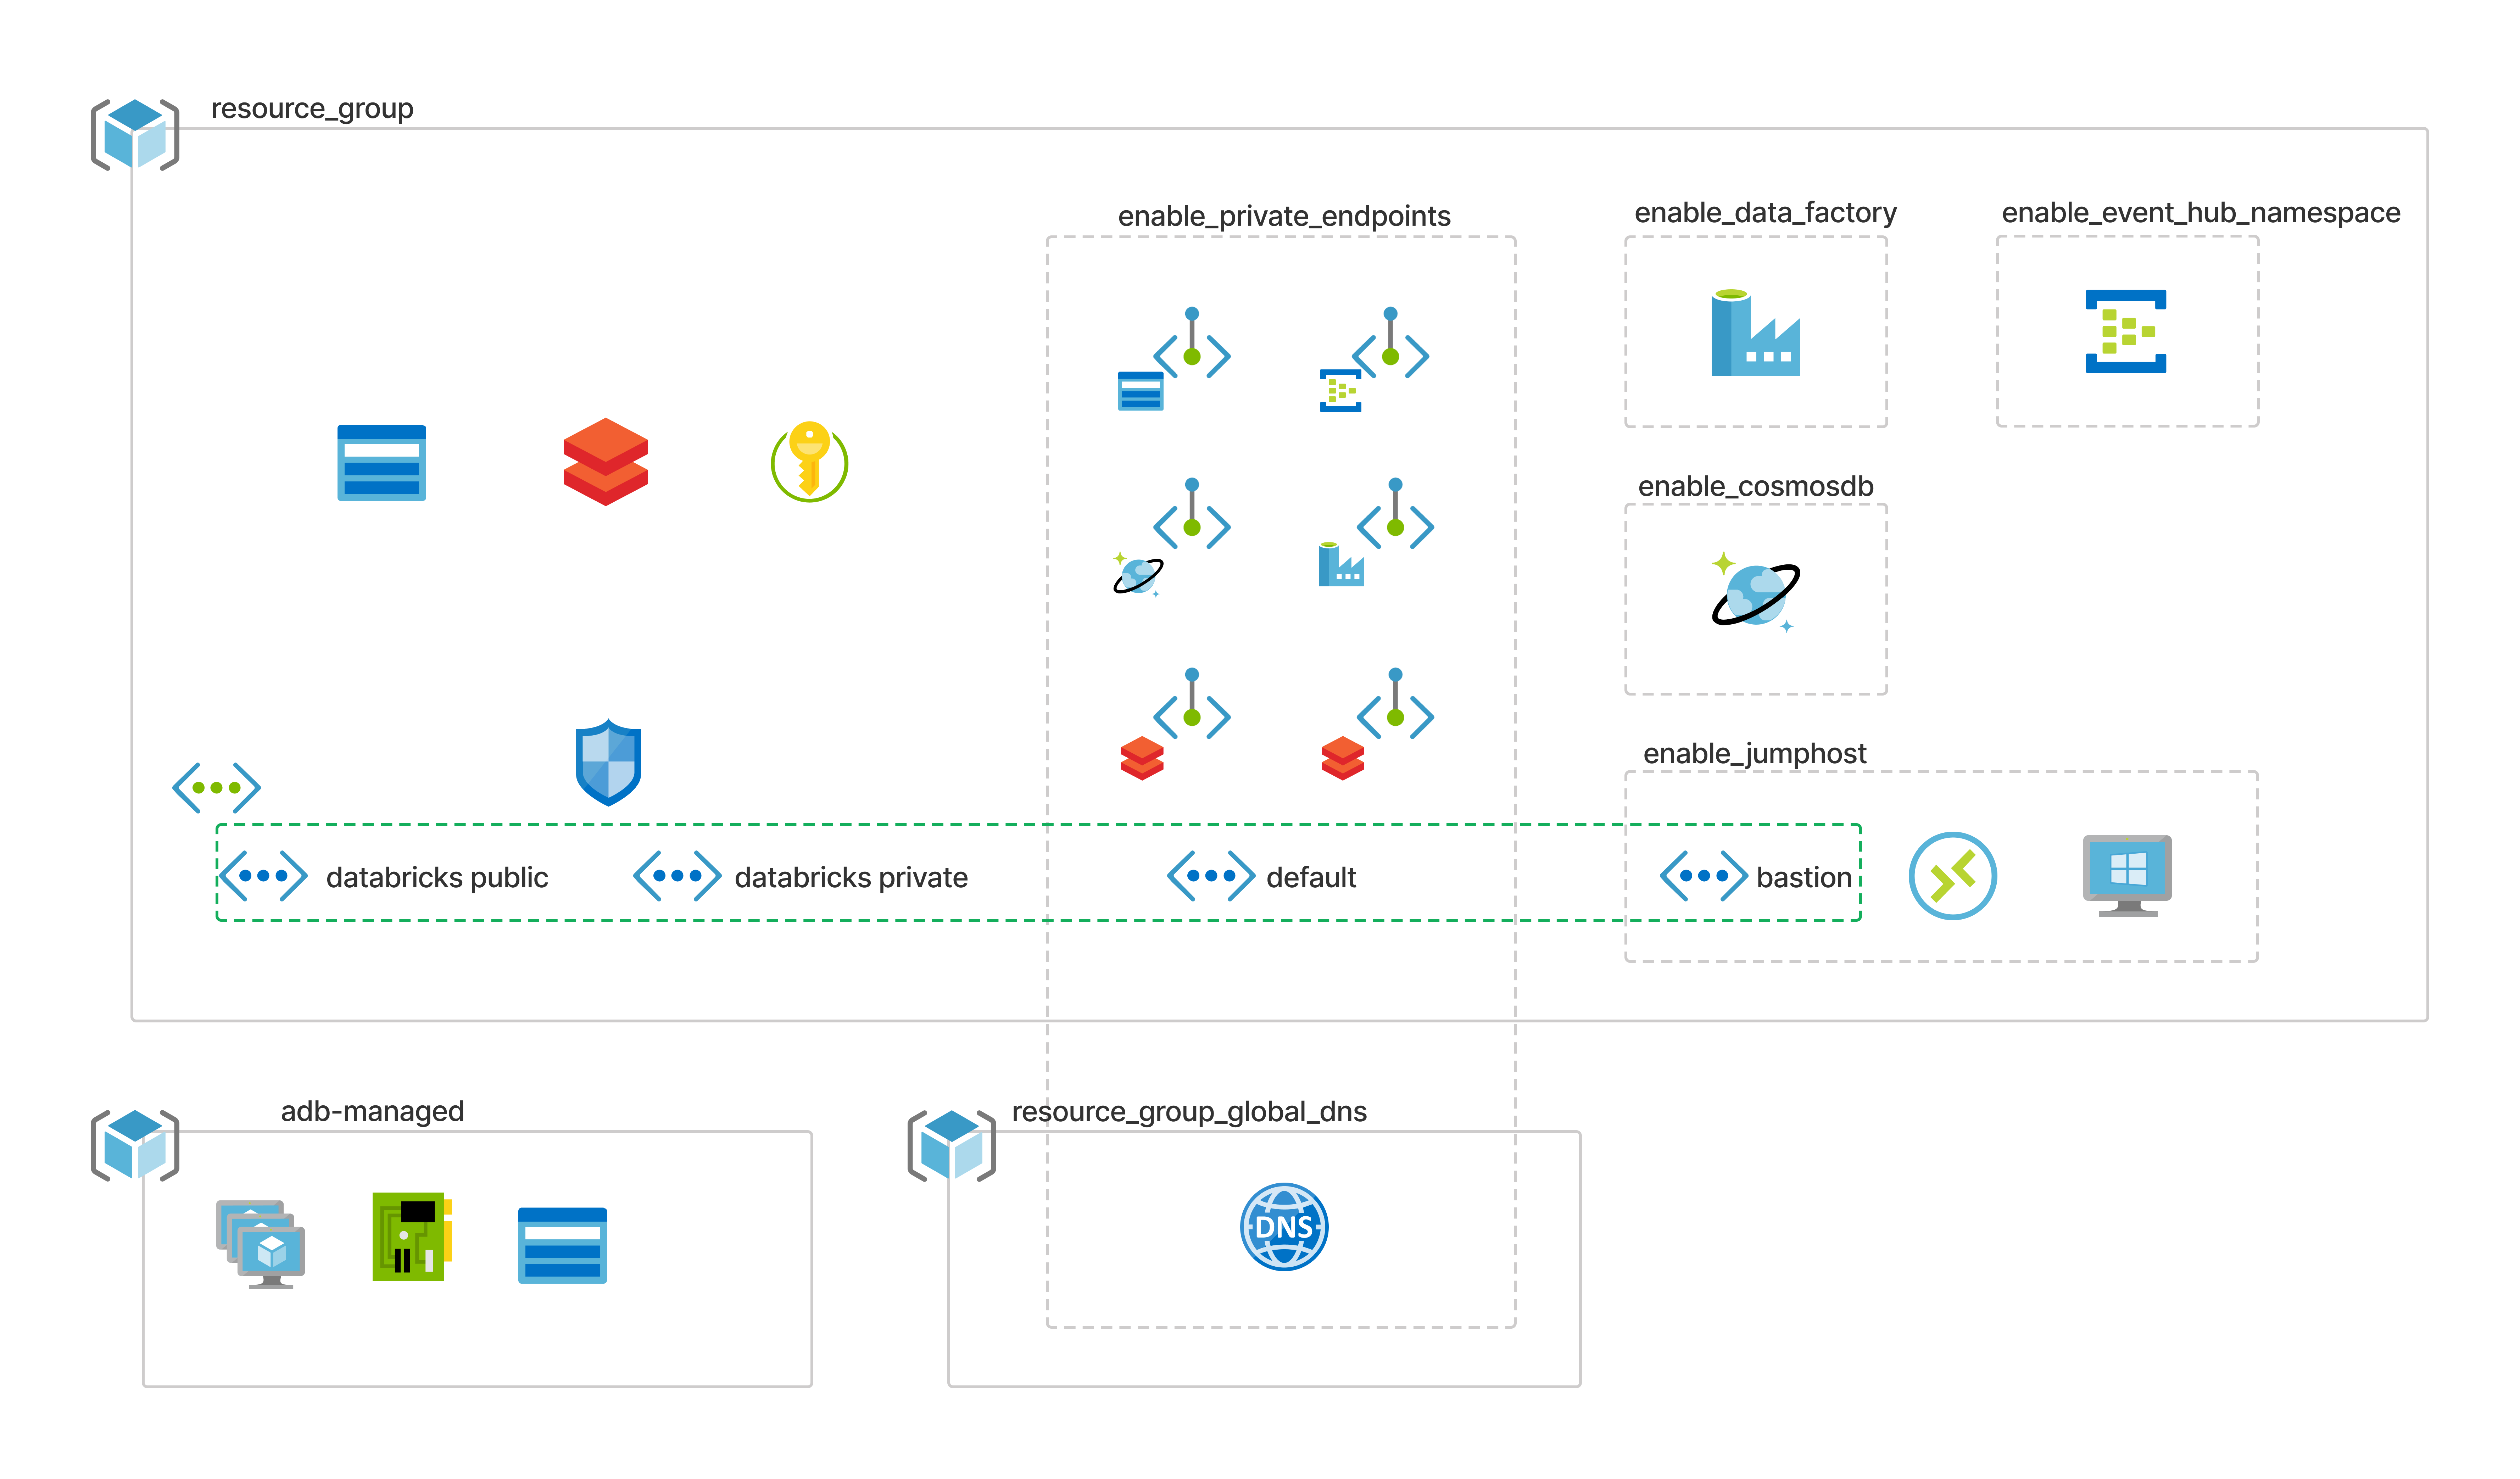 resource_group
enable_private_endpoints
enable_data_factory
enable_event_hub_namespace
enable_cosmosdb
enable_jumphost
databricks public
databricks private
default
bastion
adb-managed
resource_group_global_dns
DNS